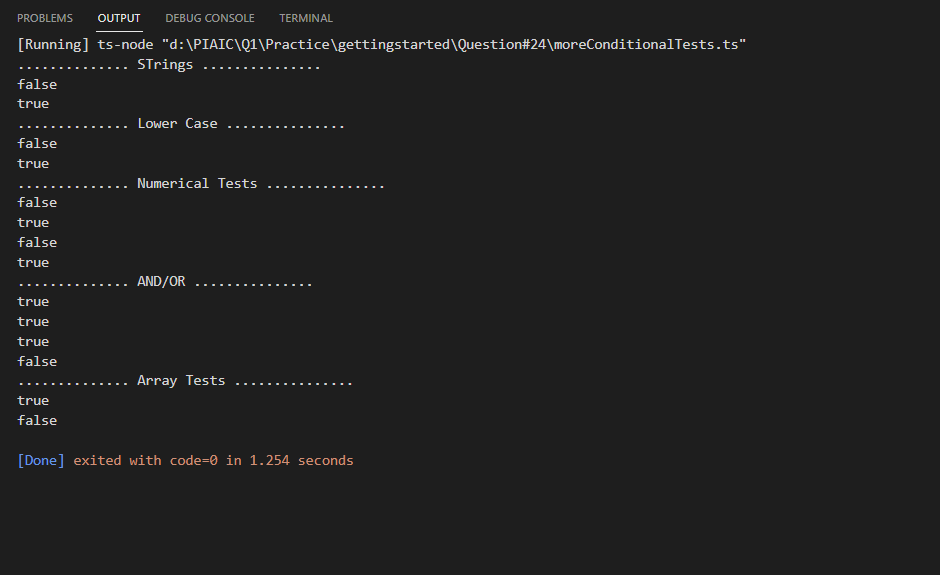 PROBLEMS OUTPUT DEBUG CONSOLE TERMINAL
[Running] ts-node "d:\PIAIC\Q1\Practice\gettingstarted\Question#24\moreConditionalTests.ts"
.............. STrings ...............
false
true
.............. Lower Case ...............
false
true
.............. Numerical Tests ...............
false
true
false
true
.............. AND/OR ...............
true
true
true
false
.............. Array Tests ...............
true
false
[Done] exited with code=0 in 1.254 seconds